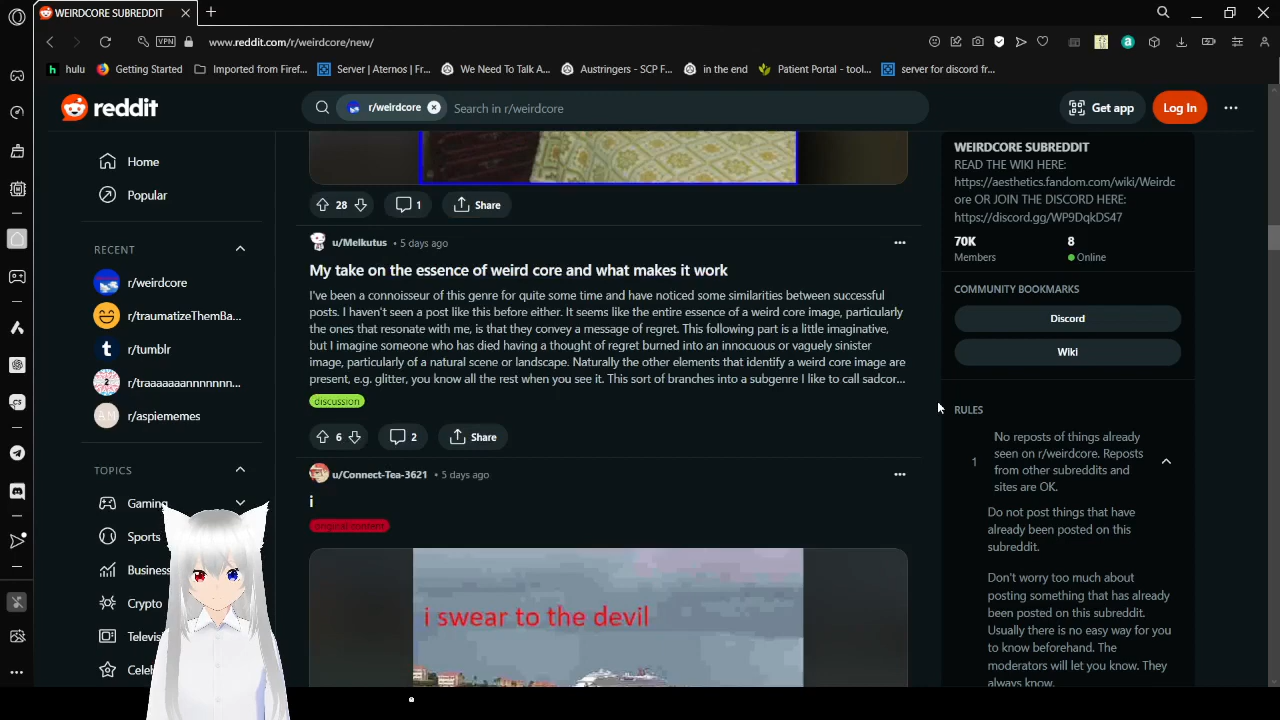 WEIRDCORE SUBREDDIT
VPN
www.reddit.com/r/weirdcore/new/
hulu
Getting Started
Imported from Firef...
Server | Aternos | Fr...
We Need To Talk A...
Austringers - SCP F...
in the end
Patient Portal - tool...
server for discord fr...
reddit
r/weirdcore
Search in r/weirdcore
Get app
Log In
Home
Popular
RECENT
r/weirdcore
r/traumatizeThemBa...
r/tumblr
r/traaaaaaannnnnnn...
r/aspiememes
TOPICS
Gaming
Sports
Business
Crypto
Televi
Celeb
28
1
Share
u/Melkutus • 5 days ago
My take on the essence of weird core and what makes it work
I've been a connoisseur of this genre for quite some time and have noticed some similarities between successful
posts. I haven't seen a post like this before either. It seems like the entire essence of a weird core image, particularly
the ones that resonate with me, is that they convey a message of regret. This following part is a little imaginative,
but I imagine someone who has died having a thought of regret burned into an innocuous or vaguely sinister
image, particularly of a natural scene or landscape. Naturally the other elements that identify a weird core image are
present, e.g. glitter, you know all the rest when you see it. This sort of branches into a subgenre I like to call sadcor...
discussion
6
2
Share
u/Connect-Tea-3621 • 5 days ago
i
original content
i swear to the devil
WEIRDCORE SUBREDDIT
READ THE WIKI HERE:
https://aesthetics.fandom.com/wiki/Weirdc
ore OR JOIN THE DISCORD HERE:
https://discord.gg/WP9DqkDS47
70K
8
Members
Online
COMMUNITY BOOKMARKS
Discord
Wiki
RULES
1
No reposts of things already
seen on r/weirdcore. Reposts
from other subreddits and
sites are OK.
Do not post things that have
already been posted on this
subreddit.
Don't worry too much about
posting something that has already
been posted on this subreddit.
Usually there is no easy way for you
to know beforehand. The
moderators will let you know. They
always know.